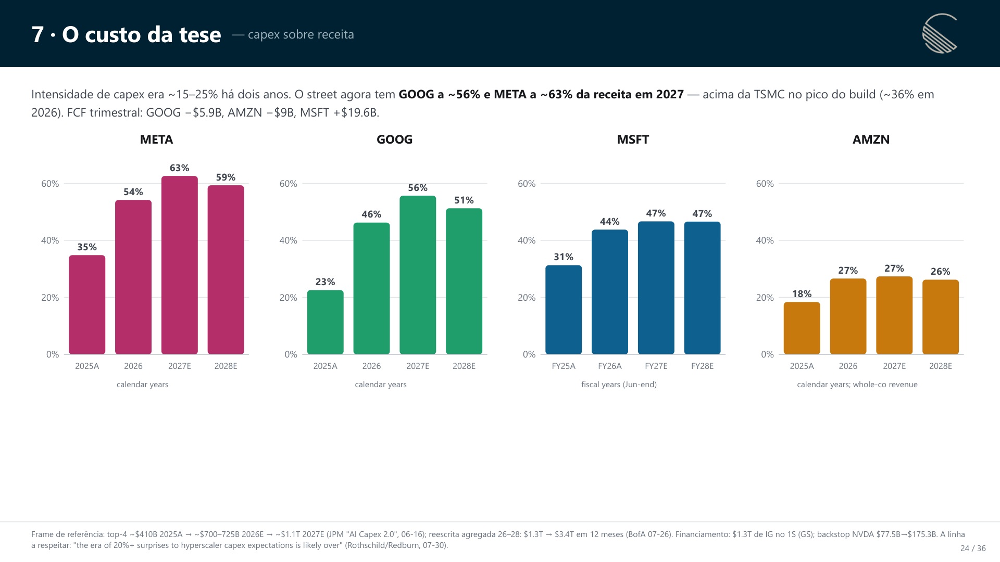 7 · O custo da tese — capex sobre receita
Intensidade de capex era ~15–25% há dois anos. O street agora tem GOOG a ~56% e META a ~63% da receita em 2027 — acima da TSMC no pico do build (~36% em
2026). FCF trimestral: GOOG −$5.9B, AMZN −$9B, MSFT +$19.6B.
META
63%
59%
54%
35%
60%
40%
20%
0%
2025A 2026 2027E 2028E
calendar years
GOOG
56%
51%
46%
23%
60%
40%
20%
0%
2025A 2026 2027E 2028E
calendar years
MSFT
47%
47%
44%
31%
60%
40%
20%
0%
FY25A FY26A FY27E FY28E
fiscal years (Jun-end)
AMZN
27%
27%
26%
18%
60%
40%
20%
0%
2025A 2026 2027E 2028E
calendar years; whole-co revenue
Frame de referência: top-4 ~$410B 2025A → ~$700–725B 2026E → ~$1.1T 2027E (JPM "AI Capex 2.0", 06-16); reescrita agregada 26–28: $1.3T → $3.4T em 12 meses (BofA 07-26). Financiamento: $1.3T de IG no 1S (GS); backstop NVDA $77.5B→$175.3B. A linha
a respeitar: "the era of 20%+ surprises to hyperscaler capex expectations is likely over" (Rothschild/Redburn, 07-30).
24 / 36